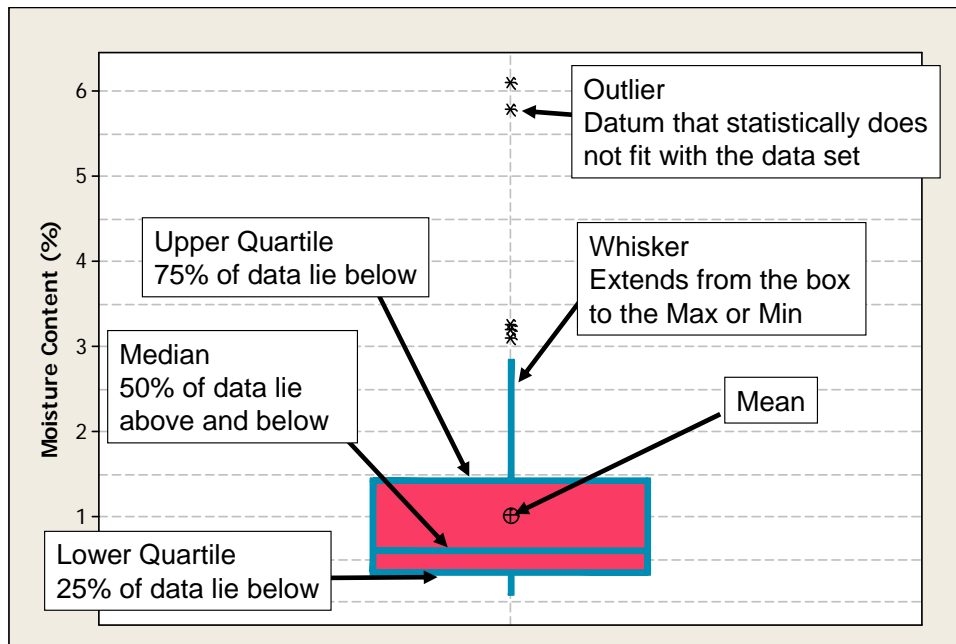 6
5
4
3
2
1
Moisture Content (%)
Outlier
Datum that statistically does
not fit with the data set
Upper Quartile
75% of data lie below
Whisker
Extends from the box
to the Max or Min
Median
50% of data lie
above and below
Mean
Lower Quartile
25% of data lie below